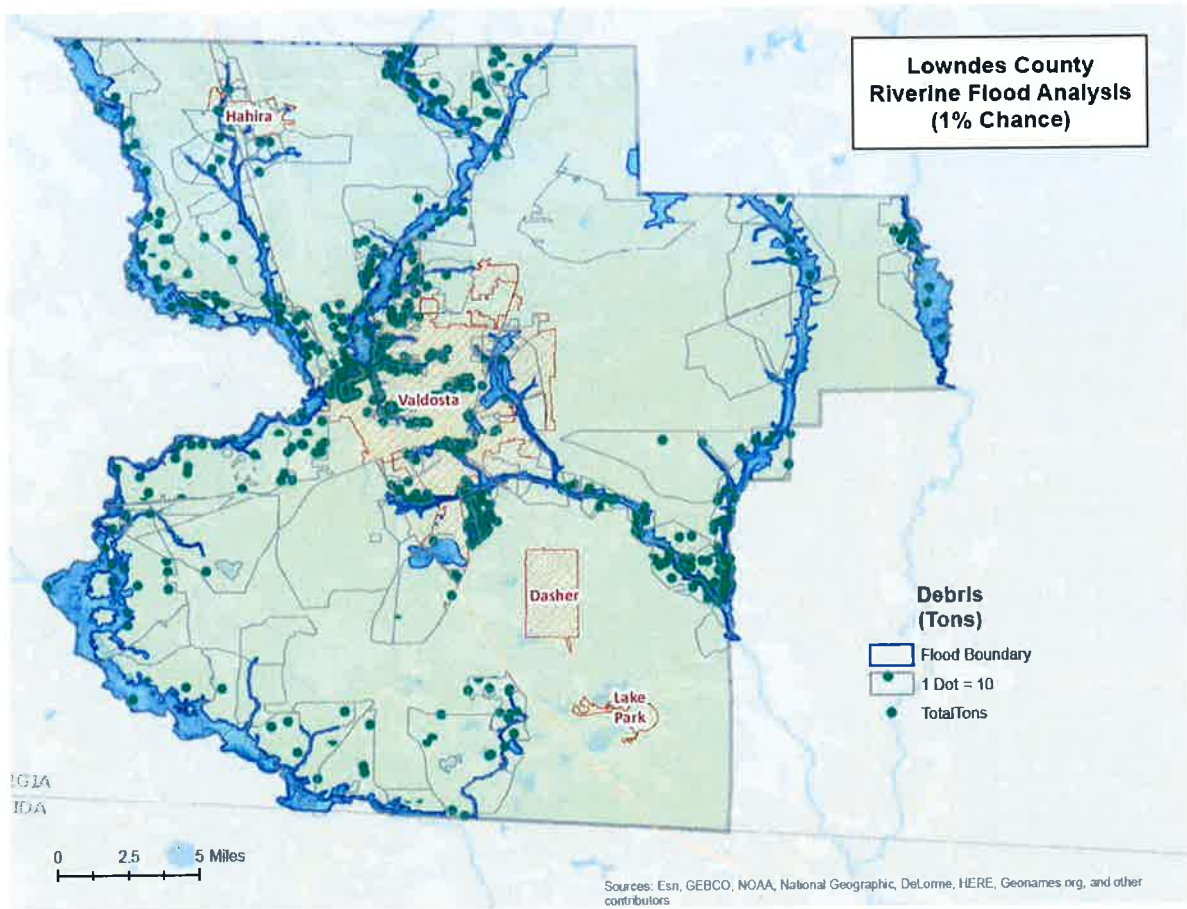 Lowndes County
Riverine Flood Analysis
(1% Chance)
Hahira
Valdosta
Dasher
Lake
Park
Debris
(Tons)
Flood Boundary
1 Dot = 10
TotalTons
GIA
IDA
0 2.5 5 Miles
Sources: Esri, GEBCO, NOAA, National Geographic, DeLorme, HERE, Geonames.org, and other
contributors